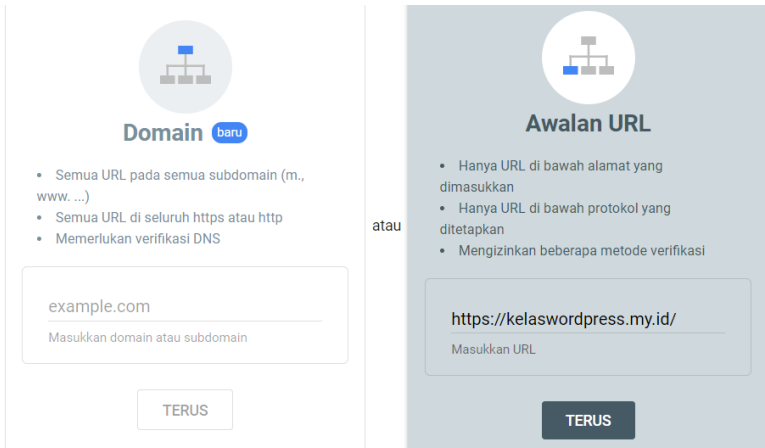 Domain baru
• Semua URL pada semua subdomain (m.,
www. ...)
• Semua URL di seluruh https atau http
• Memerlukan verifikasi DNS
example.com
Masukkan domain atau subdomain
TERUS
atau
Awalan URL
• Hanya URL di bawah alamat yang
dimasukkan
• Hanya URL di bawah protokol yang
ditetapkan
• Mengizinkan beberapa metode verifikasi
https://kelaswordpress.my.id/
Masukkan URL
TERUS